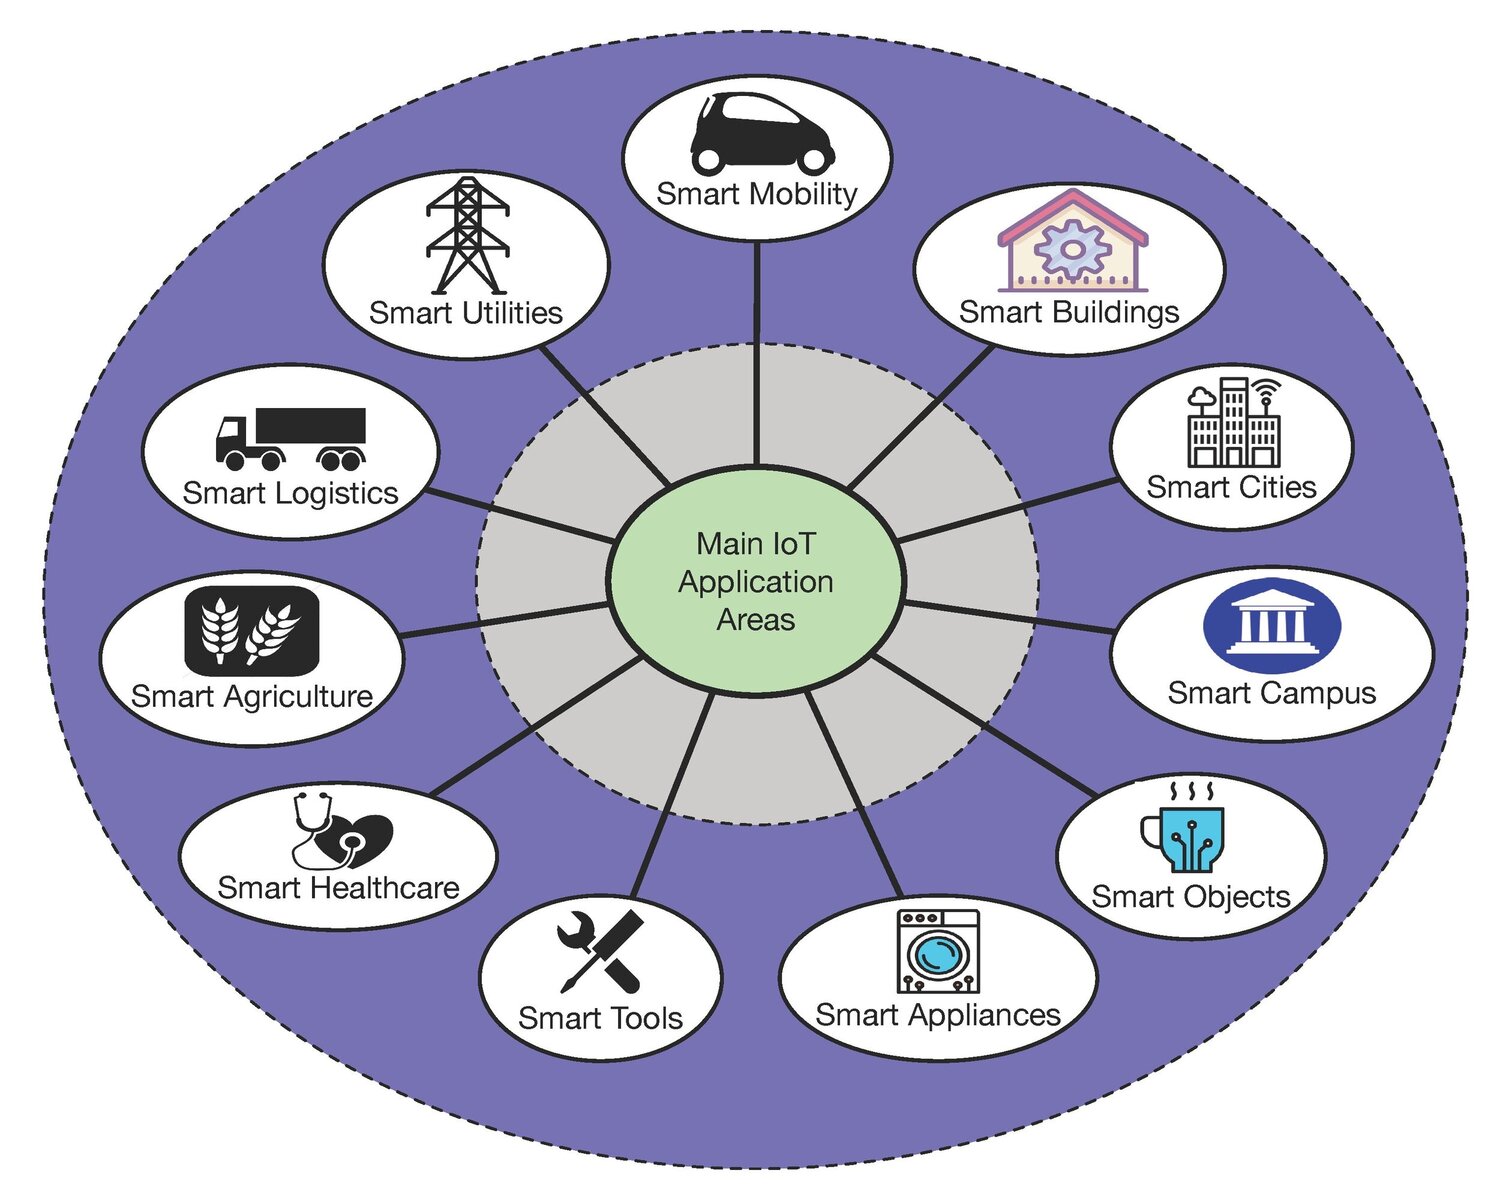 Smart Mobility
Smart Utilities
Smart Buildings
Smart Logistics
Smart Cities
Main IoT
Application
Areas
Smart Agriculture
Smart Campus
Smart Healthcare
Smart Objects
Smart Tools
Smart Appliances